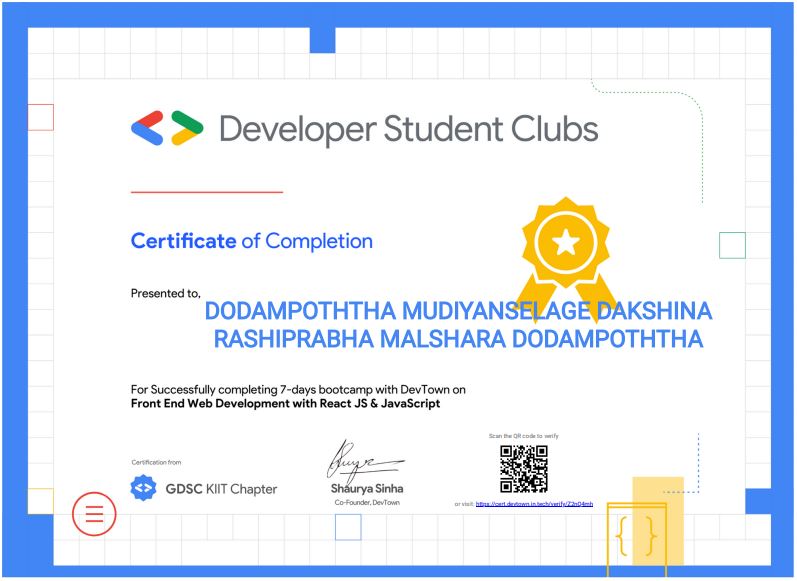 Developer Student Clubs
Certificate of Completion
Presented to,
DODAMPOTHTHA MUDIYANSELAGE DAKSHINA
RASHIPRABHA MALSHARA DODAMPOTHTHA
For Successfully completing 7-days bootcamp with DevTown on
Front End Web Development with React JS & JavaScript
Scan the QR code to verify
Certification from
GDSC KIIT Chapter
Shaurya Sinha
Co-Founder, DevTown
or visit: https://cert.devtown.in.tech/verify/Z2nQ4mh